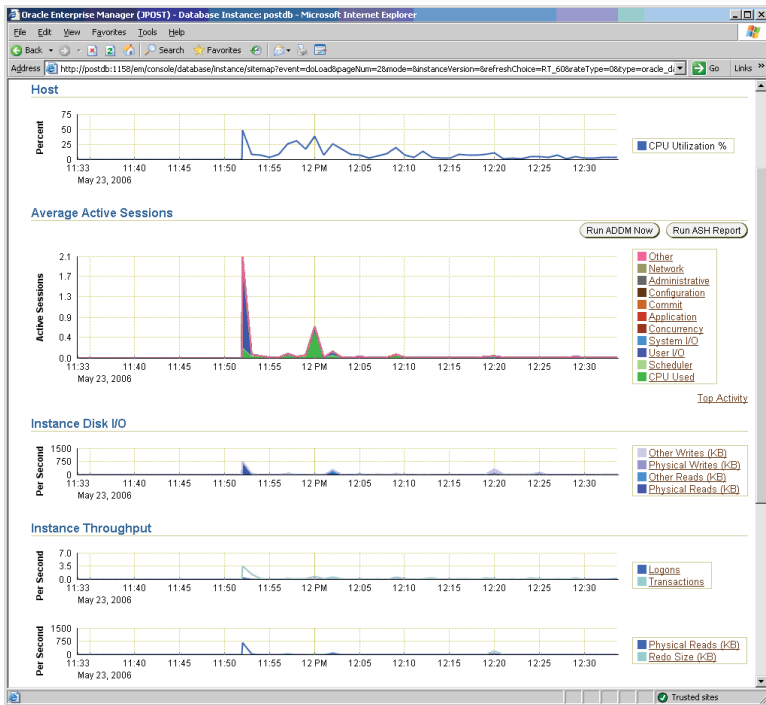 Oracle Enterprise Manager (JPOST) - Database Instance: postdb - Microsoft Internet Explorer
File Edit View Favorites Tools Help
Back Search Favorites
Address http://postdb:1158/em/console/database/instance/sitemap?event=doLoad&pageNum=2&mode=&instanceVersion=&refreshChoice=RT_60&rateType=0&type=oracle_da Go Links »
Host
Percent
75
50
25
0
11:33 11:40 11:45 11:50 11:55 12 PM 12:05 12:10 12:15 12:20 12:25 12:30
May 23, 2006
CPU Utilization %
Average Active Sessions
Run ADDM Now Run ASH Report
Active Sessions
2.1
1.7
1.3
0.9
0.4
0.0
11:33 11:40 11:45 11:50 11:55 12 PM 12:05 12:10 12:15 12:20 12:25 12:30
May 23, 2006
Other
Network
Administrative
Configuration
Commit
Application
Concurrency
System I/O
User I/O
Scheduler
CPU Used
Top Activity
Instance Disk I/O
Per Second
1500
750
0
11:33 11:40 11:45 11:50 11:55 12 PM 12:05 12:10 12:15 12:20 12:25 12:30
May 23, 2006
Other Writes (KB)
Physical Writes (KB)
Other Reads (KB)
Physical Reads (KB)
Instance Throughput
Per Second
7.0
3.5
0.0
11:33 11:40 11:45 11:50 11:55 12 PM 12:05 12:10 12:15 12:20 12:25 12:30
May 23, 2006
Logons
Transactions
Per Second
1500
750
0
11:33 11:40 11:45 11:50 11:55 12 PM 12:05 12:10 12:15 12:20 12:25 12:30
May 23, 2006
Physical Reads (KB)
Redo Size (KB)
Trusted sites